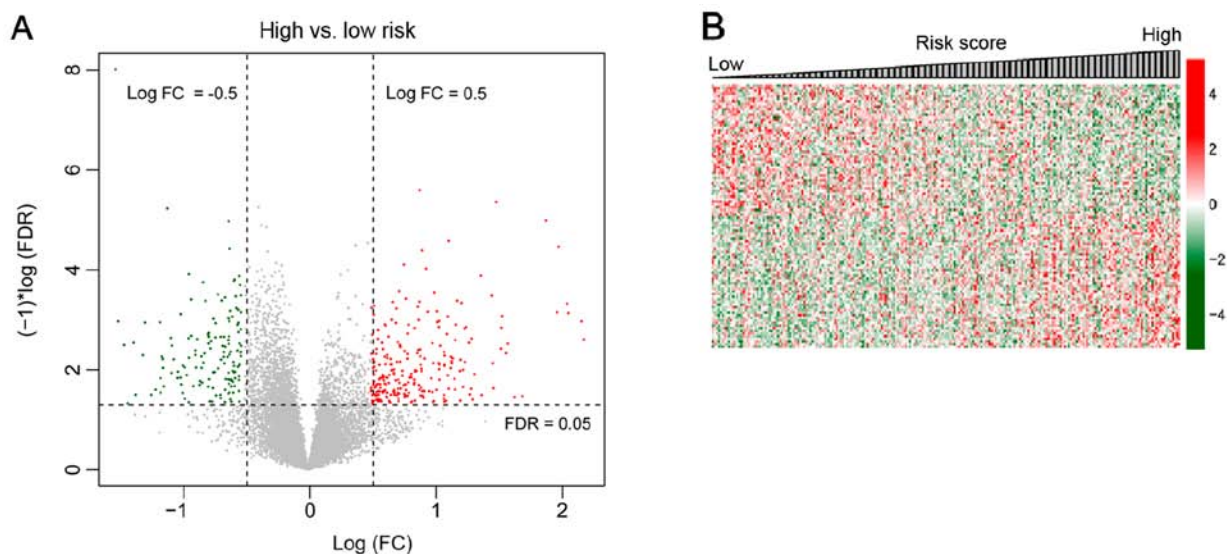 A
High vs. low risk
Log FC = -0.5
Log FC = 0.5
FDR = 0.05
(−1)*log (FDR)
8
6
4
2
0
−1
0
1
2
Log (FC)
B
Risk score
Low
High
4
2
0
−2
−4